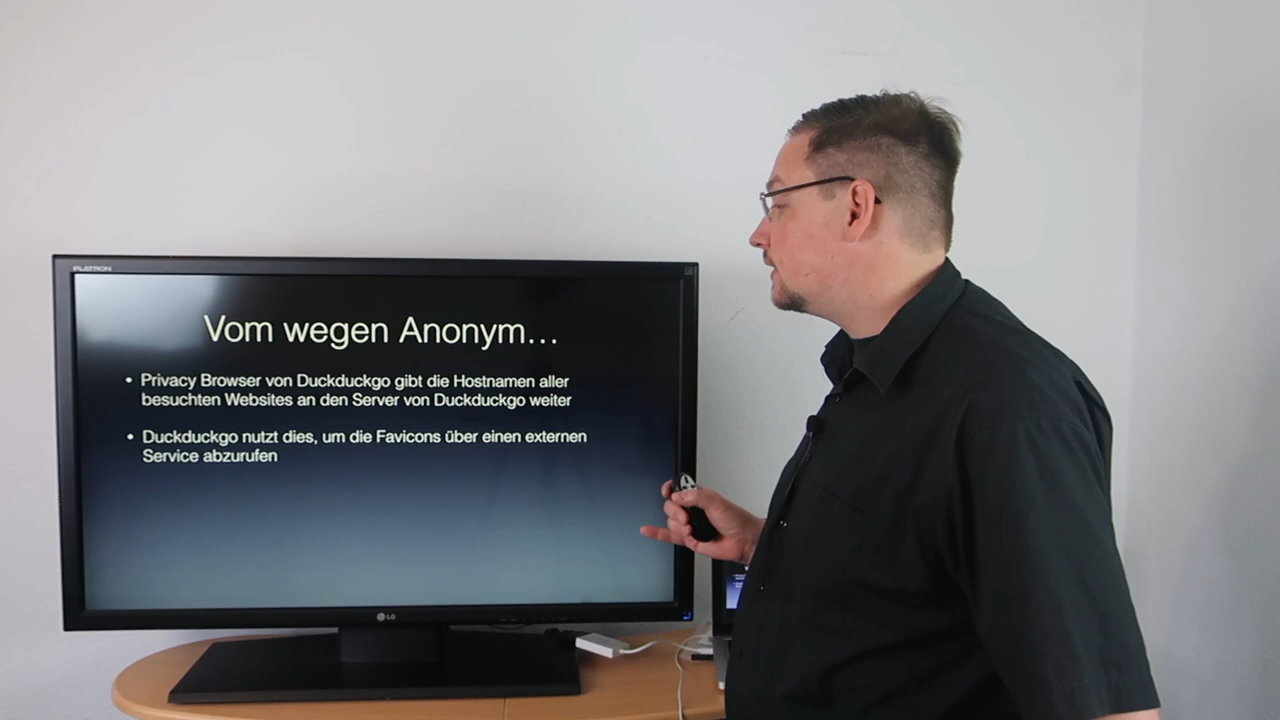 FLATRON
Vom wegen Anonym...
• Privacy Browser von Duckduckgo gibt die Hostnamen aller
besuchten Websites an den Server von Duckduckgo weiter
• Duckduckgo nutzt dies, um die Favicons über einen externen
Service abzurufen
LG